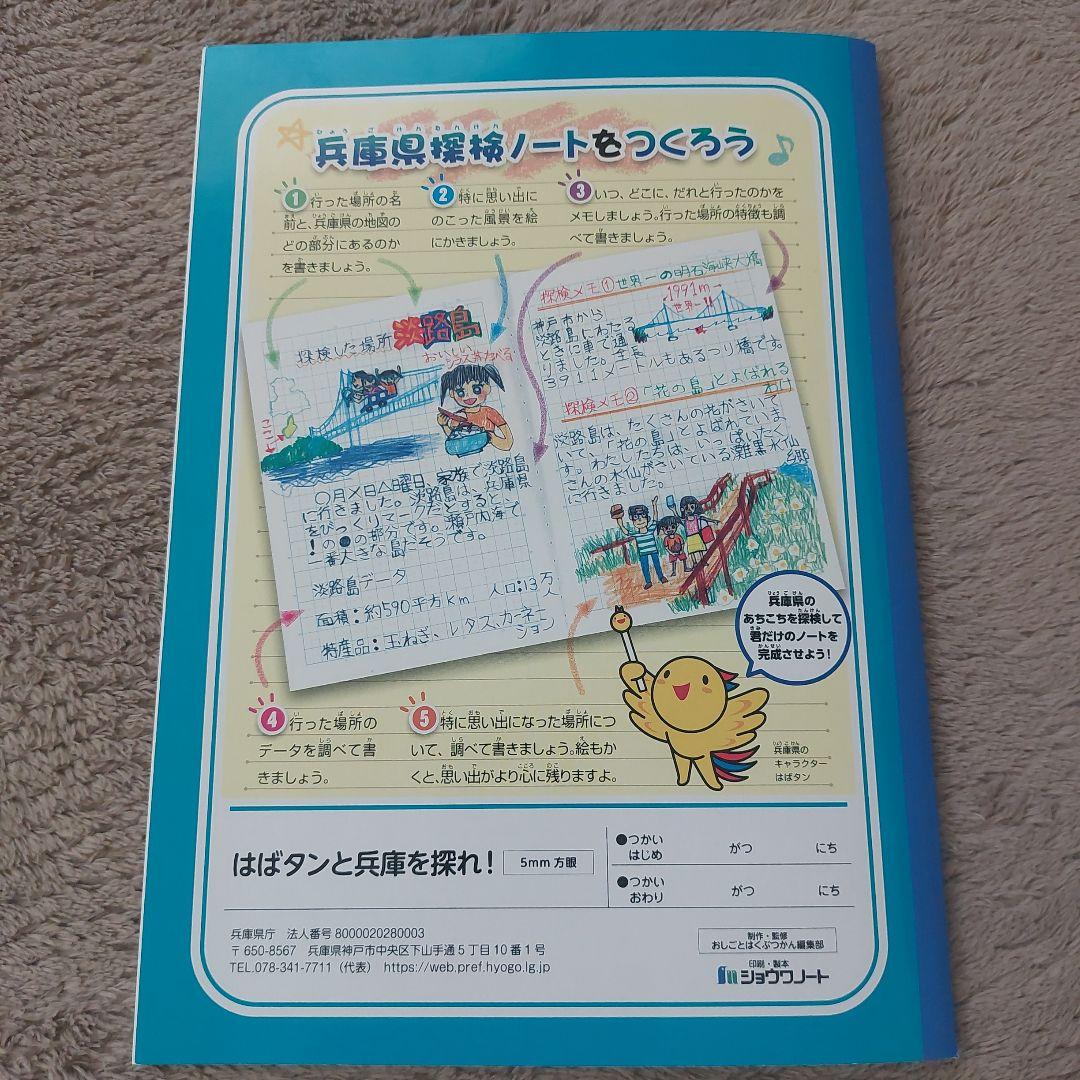 兵庫県探検ノートをつくろう
1 行った場所の名
前と、兵庫県の地図の
どの部分にあるのか
を書きましょう。
2 特に思い出に
のこった風景を絵
にかきましょう。
3 いつ、どこに、だれと行ったのかを
メモしましょう。行った場所の特徴も調
べて書きましょう。
探検した場所 淡路島
おいしい
シラス丼たべる
ここだよ
○月×日△曜日、家族で淡路島
に行きました。淡路島は、兵庫県
をびっくりマークだとすると、
！の●の部分です。瀬戸内海で
一番大きな島だそうです。
淡路島データ
面積：約590平方Km 人口：13万人
特産品：玉ねぎ、レタス、カーネーション
探検メモ① 世界一の明石海峡大橋
神戸市から
淡路島にわたる
ときに車で通
りました。全長
3911メートルもあるつり橋です。
1991m
世界一!!
探検メモ② 「花の島」とよばれるわけ
淡路島は、たくさんの花がさいて
いて、「花の島」とよばれていま
す。わたしたちは、いっぱいたく
さんの水仙がさいている灘黒水仙郷
に行きました。
4 行った場所の
データを調べて書
きましょう。
5 特に思い出になった場所につ
いて、調べて書きましょう。絵もか
くと、思い出がより心に残りますよ。
兵庫県の
あちこちを探検して
君だけのノートを
完成させよう！
兵庫県の
キャラクター
はばタン
はばタンと兵庫を探れ！ 5mm 方眼
●つかい
はじめ がつ にち
●つかい
おわり がつ にち
兵庫県庁 法人番号 8000020280003
〒650-8567 兵庫県神戸市中央区下山手通5丁目10番1号
TEL.078-341-7711（代表） https://web.pref.hyogo.lg.jp
制作・監修
おしごとはくぶつかん編集部
印刷・製本
ショウワノート